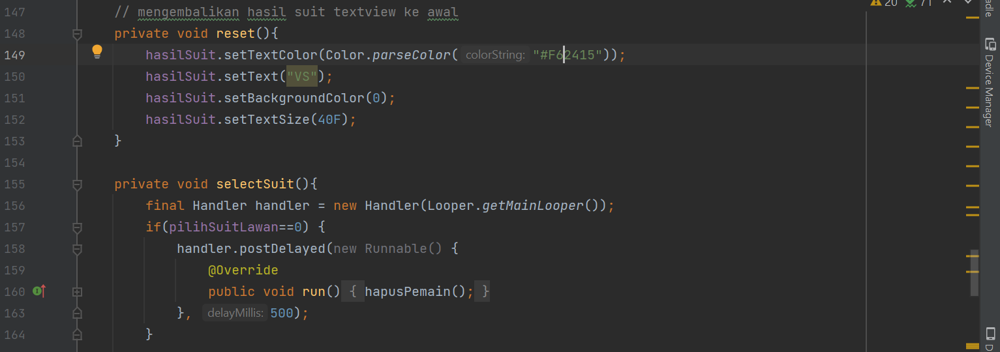 147 // mengembalikan hasil suit textview ke awal
148 private void reset(){
149 hasilSuit.setTextColor(Color.parseColor( colorString: "#F62415"));
150 hasilSuit.setText("VS");
151 hasilSuit.setBackgroundColor(0);
152 hasilSuit.setTextSize(40F);
153 }
154
155 private void selectSuit(){
156 final Handler handler = new Handler(Looper.getMainLooper());
157 if(pilihSuitLawan==0) {
158 handler.postDelayed(new Runnable() {
159 @Override
160 public void run() { hapusPemain(); }
163 }, delayMillis: 500);
164 }
20 71
adle
Device Manager
D